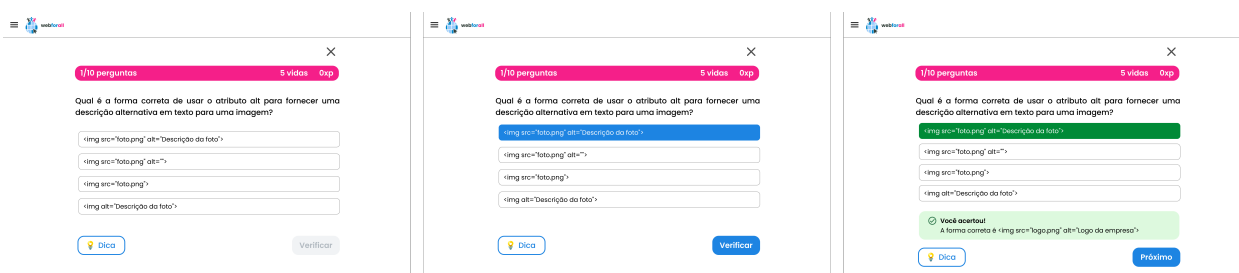 webforall
1/10 perguntas 5 vidas 0xp
Qual é a forma correta de usar o atributo alt para fornecer uma
descrição alternativa em texto para uma imagem?
<img src="foto.png" alt="Descrição da foto">
<img src="foto.png" alt="">
<img src="foto.png">
<img alt="Descrição da foto">
Dica Verificar
webforall
1/10 perguntas 5 vidas 0xp
Qual é a forma correta de usar o atributo alt para fornecer uma
descrição alternativa em texto para uma imagem?
<img src="foto.png" alt="Descrição da foto">
<img src="foto.png" alt="">
<img src="foto.png">
<img alt="Descrição da foto">
Dica Verificar
webforall
1/10 perguntas 5 vidas 0xp
Qual é a forma correta de usar o atributo alt para fornecer uma
descrição alternativa em texto para uma imagem?
<img src="foto.png" alt="Descrição da foto">
<img src="foto.png" alt="">
<img src="foto.png">
<img alt="Descrição da foto">
Você acertou!
A forma correta é <img src="logo.png" alt="Logo da empresa">
Dica Próximo